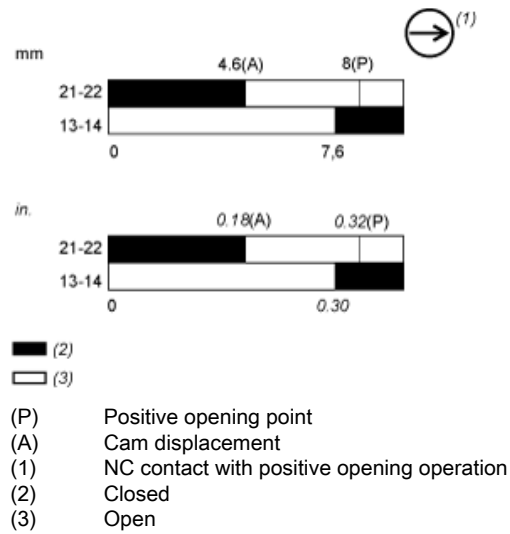 (1)
mm
4.6(A) 8(P)
21-22
13-14
0 7,6
in.
0.18(A) 0.32(P)
21-22
13-14
0 0.30
(2)
(3)
(P) Positive opening point
(A) Cam displacement
(1) NC contact with positive opening operation
(2) Closed
(3) Open